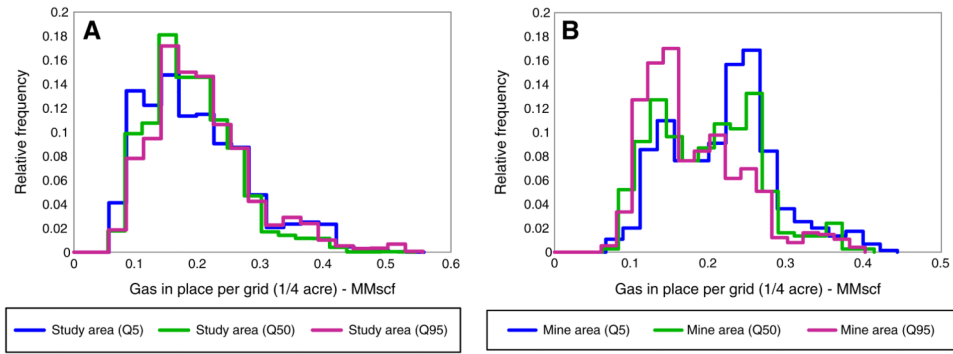 A
Relative frequency
0.2
0.18
0.16
0.14
0.12
0.1
0.08
0.06
0.04
0.02
0
0 0.1 0.2 0.3 0.4 0.5 0.6
Gas in place per grid (1/4 acre) - MMscf
Study area (Q5) Study area (Q50) Study area (Q95)
B
Relative frequency
0.2
0.18
0.16
0.14
0.12
0.1
0.08
0.06
0.04
0.02
0
0 0.1 0.2 0.3 0.4 0.5
Gas in place per grid (1/4 acre) - MMscf
Mine area (Q5) Mine area (Q50) Mine area (Q95)